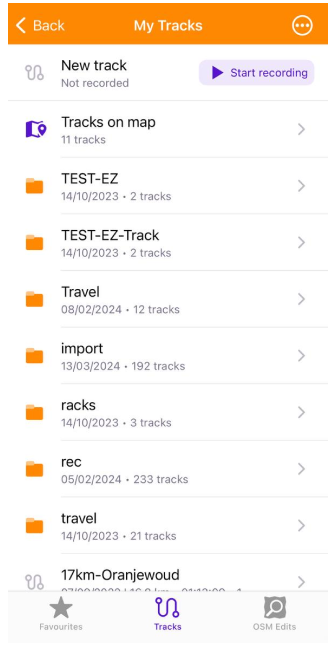 Back
My Tracks
New track
Not recorded
Start recording
Tracks on map
11 tracks
TEST-EZ
14/10/2023 • 2 tracks
TEST-EZ-Track
14/10/2023 • 2 tracks
Travel
08/02/2024 • 12 tracks
import
13/03/2024 • 192 tracks
racks
14/10/2023 • 3 tracks
rec
05/02/2024 • 233 tracks
travel
14/10/2023 • 21 tracks
17km-Oranjewoud
Favourites
Tracks
OSM Edits